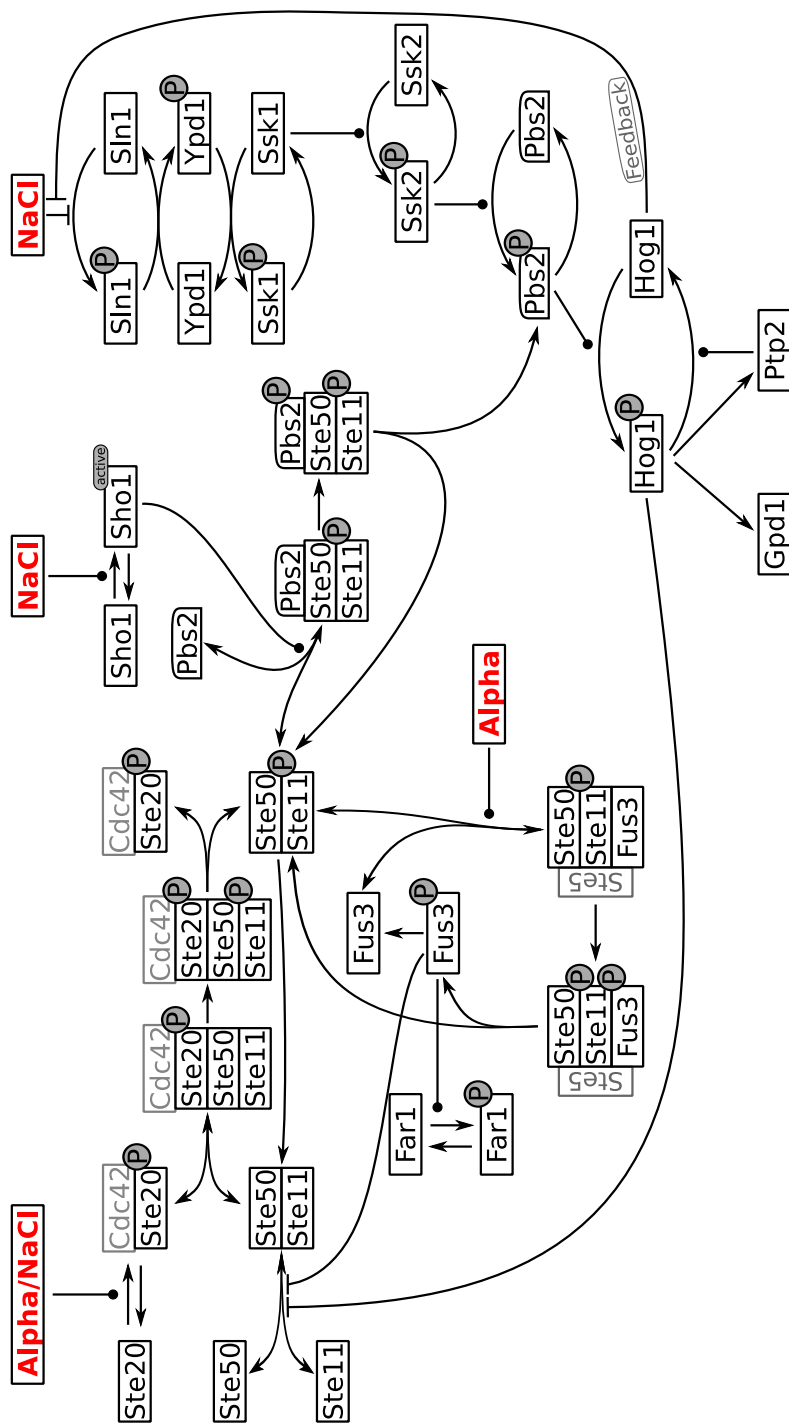 Alpha/NaCl
NaCl
NaCl
Ste20
Cdc42
Ste20
P
Cdc42
Ste20
Ste50
Ste11
P
Cdc42
Ste20
Ste50
Ste11
P
P
Cdc42
Ste20
P
Sho1
Sho1
active
Pbs2
Sln1
P
Sln1
Ypd1
Ypd1
P
Ssk1
P
Ssk1
Ste50
Ste11
Ste50
Ste11
Ste50
Ste11
P
Pbs2
Ste50
Ste11
P
Pbs2
Ste50
Ste11
P
P
Ssk2
P
Ssk2
Pbs2
P
Pbs2
Far1
Far1
P
Fus3
Fus3
P
Alpha
Ste5
Ste50
Ste11
Fus3
P
P
Ste5
Ste50
Ste11
Fus3
P
Hog1
P
Hog1
Feedback
Gpd1
Ptp2